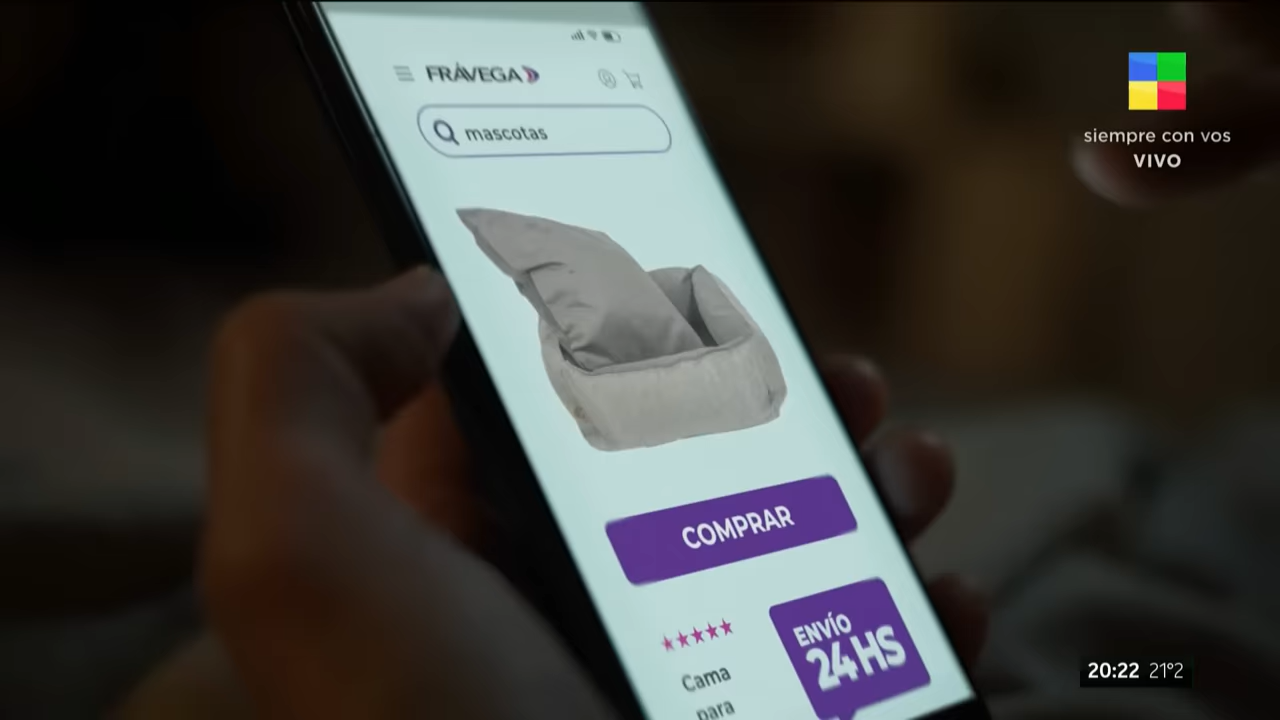 FRÁVEGA
mascotas
COMPRAR
ENVÍO
24HS
Cama
para
siempre con vos
VIVO
20:22 21°2